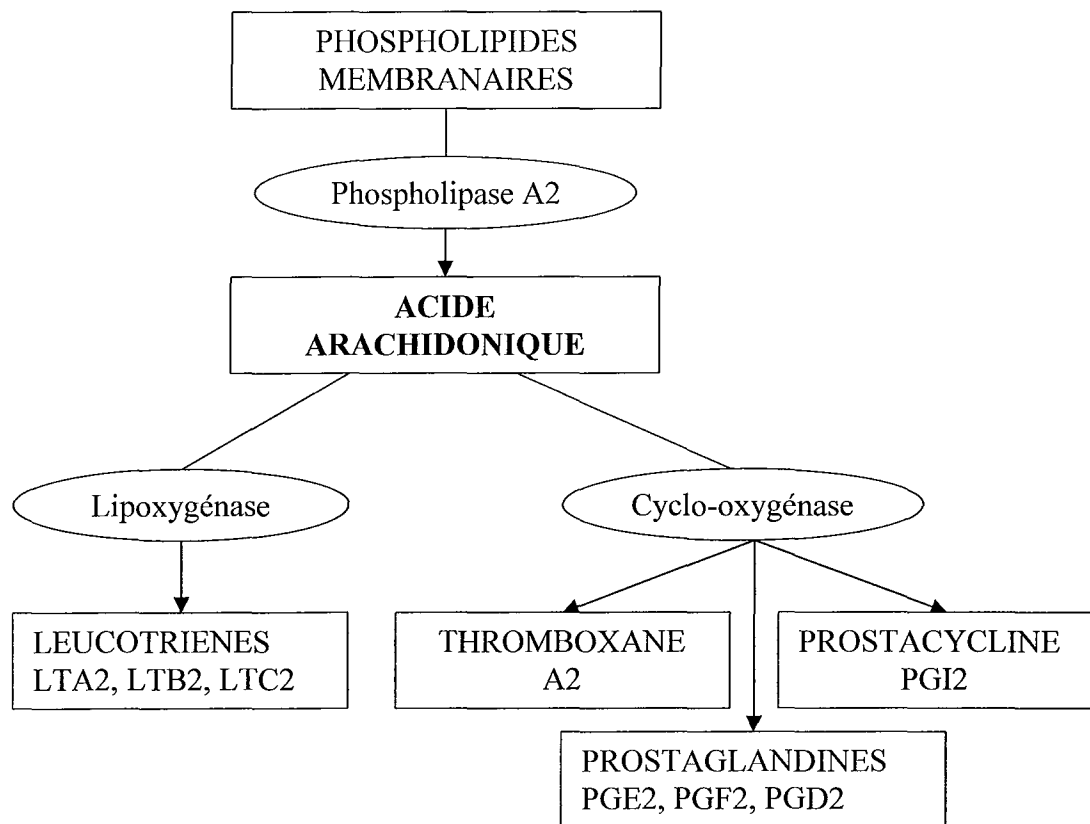 PHOSPHOLIPIDES
MEMBRANAIRES
Phospholipase A2
ACIDE
ARACHIDONIQUE
Lipoxygénase
Cyclo-oxygénase
LEUCOTRIENES
LTA2, LTB2, LTC2
THROMBOXANE
A2
PROSTACYCLINE
PGI2
PROSTAGLANDINES
PGE2, PGF2, PGD2